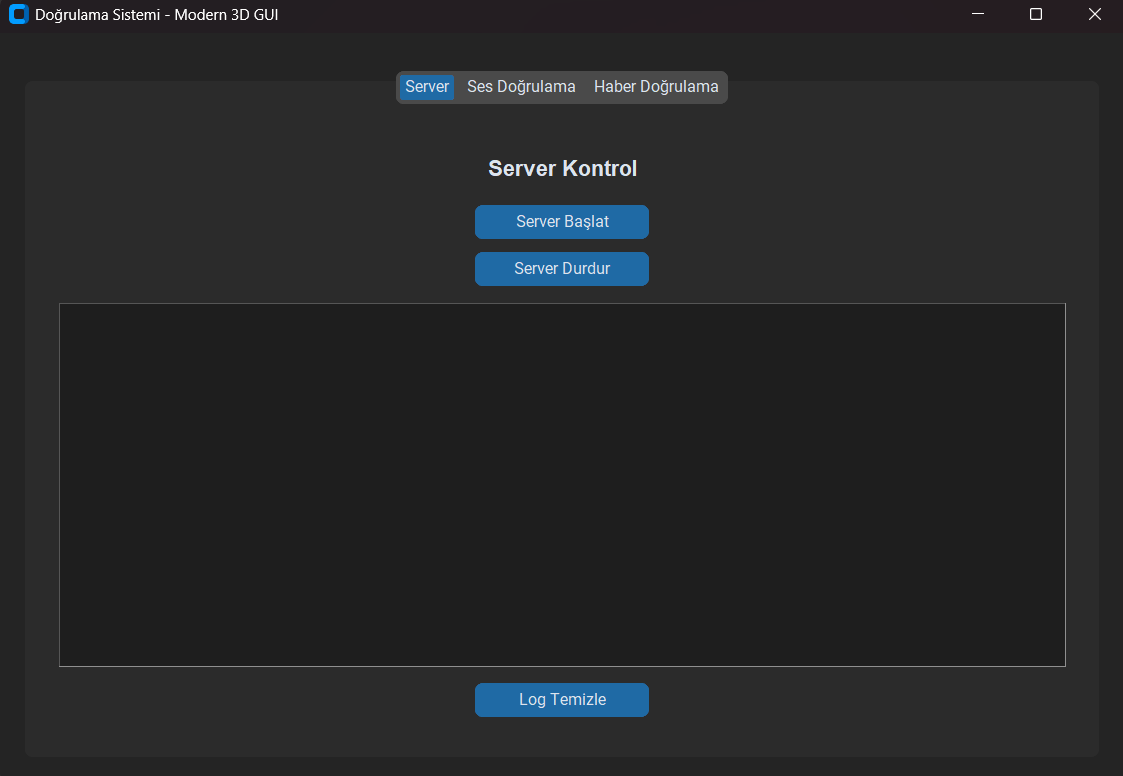 Doğrulama Sistemi - Modern 3D GUI
Server Ses Doğrulama Haber Doğrulama
Server Kontrol
Server Başlat
Server Durdur
Log Temizle